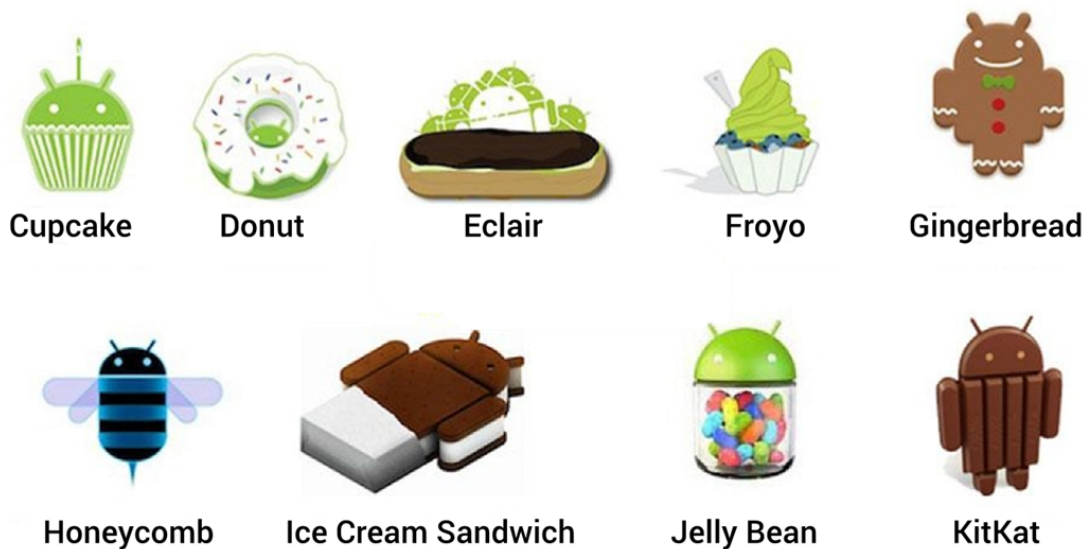 Cupcake
Donut
Eclair
Froyo
Gingerbread
Honeycomb
Ice Cream Sandwich
Jelly Bean
KitKat